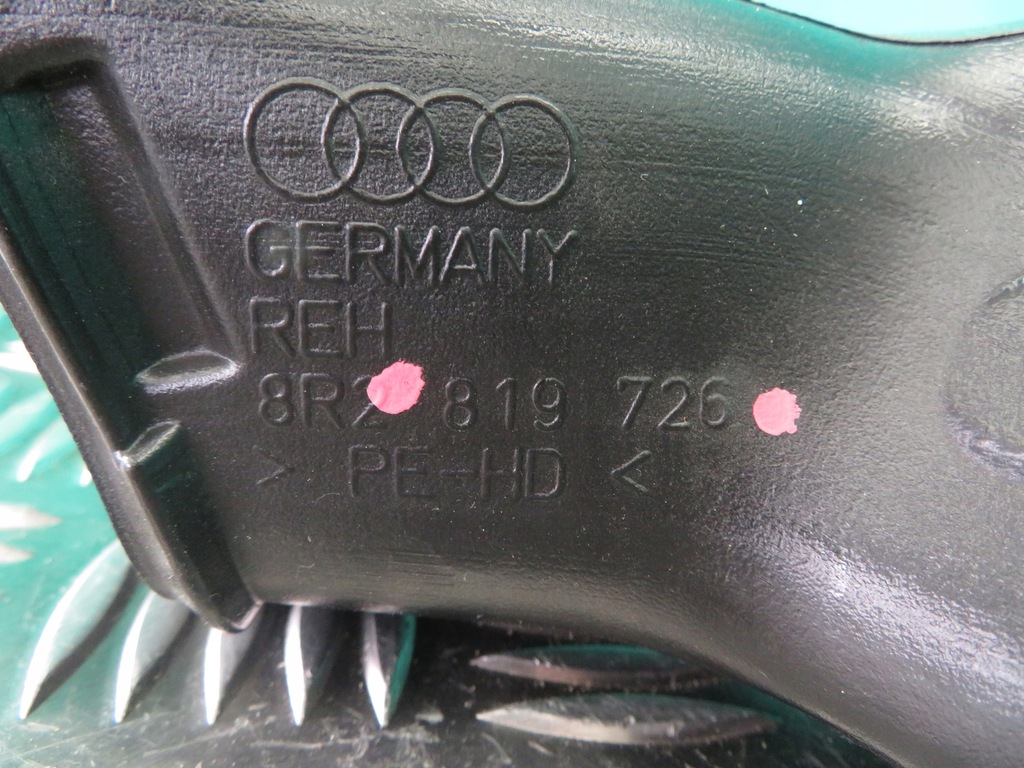 GERMANY
REH
8R2 819 726
> PE-HD <